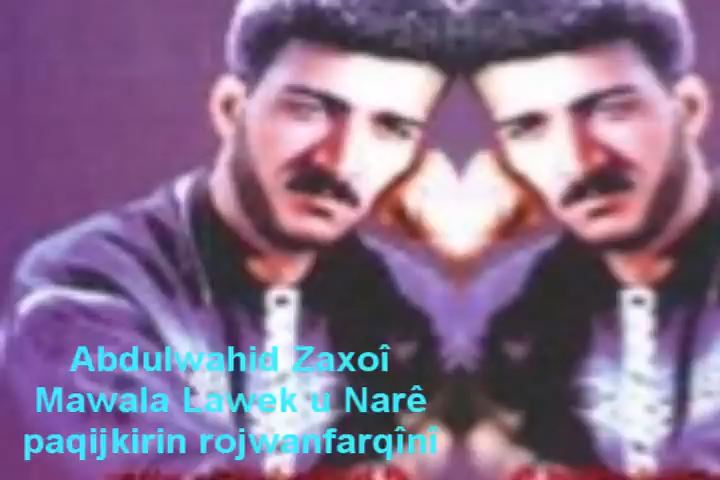 Abdulwahid Zaxoî
Mawala Lawek u Narê
paqijkirin rojwanfarqînî